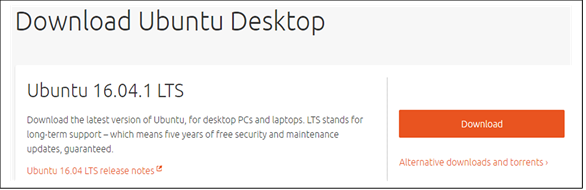 Download Ubuntu Desktop
Ubuntu 16.04.1 LTS
Download the latest version of Ubuntu, for desktop PCs and laptops. LTS stands for
long-term support – which means five years of free security and maintenance
updates, guaranteed.
Download
Ubuntu 16.04 LTS release notes
Alternative downloads and torrents ›